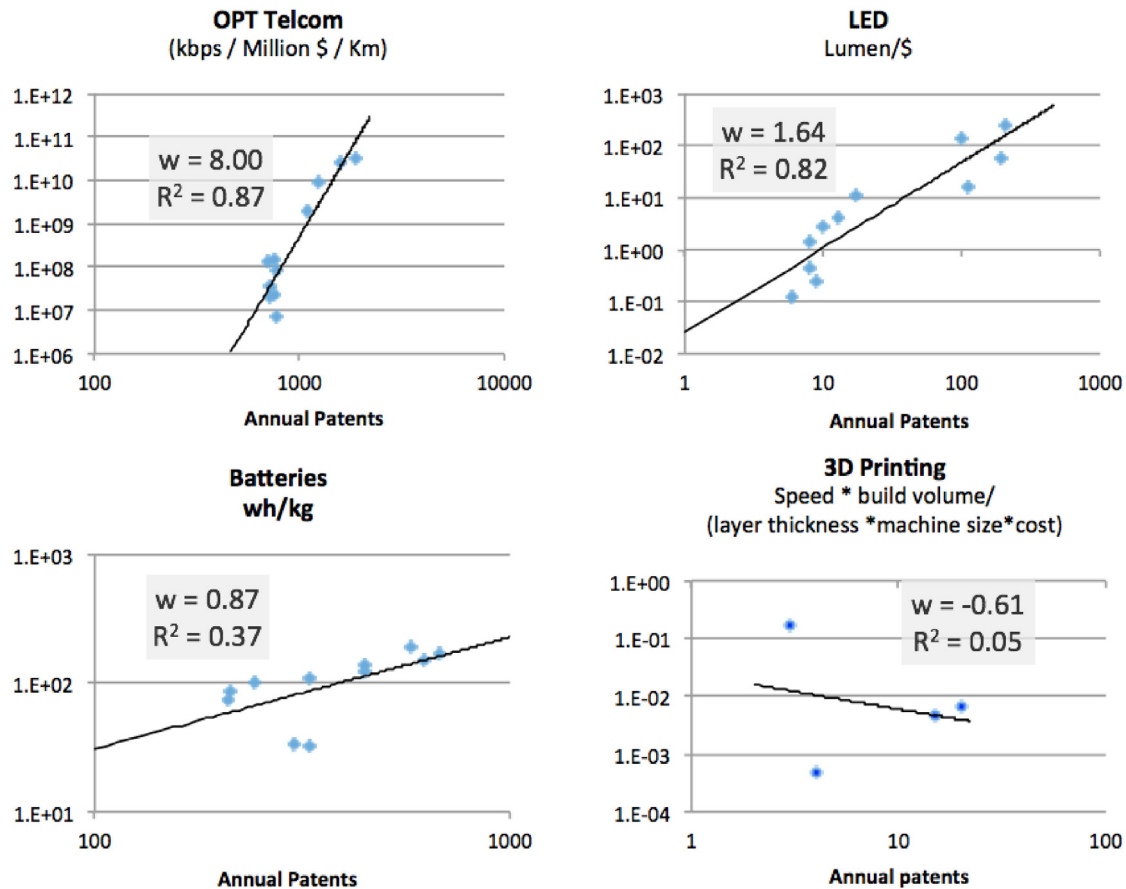 OPT Telcom
(kbps / Million $ / Km)
1.E+12
1.E+11
1.E+10
1.E+09
1.E+08
1.E+07
1.E+06
w = 8.00
R² = 0.87
100
1000
10000
Annual Patents
LED
Lumen/$
1.E+03
1.E+02
1.E+01
1.E+00
1.E-01
1.E-02
w = 1.64
R² = 0.82
1
10
100
1000
Annual Patents
Batteries
wh/kg
1.E+03
1.E+02
1.E+01
w = 0.87
R² = 0.37
100
1000
Annual Patents
3D Printing
Speed * build volume/
(layer thickness *machine size*cost)
1.E+00
1.E-01
1.E-02
1.E-03
1.E-04
w = -0.61
R² = 0.05
1
10
100
Annual patents